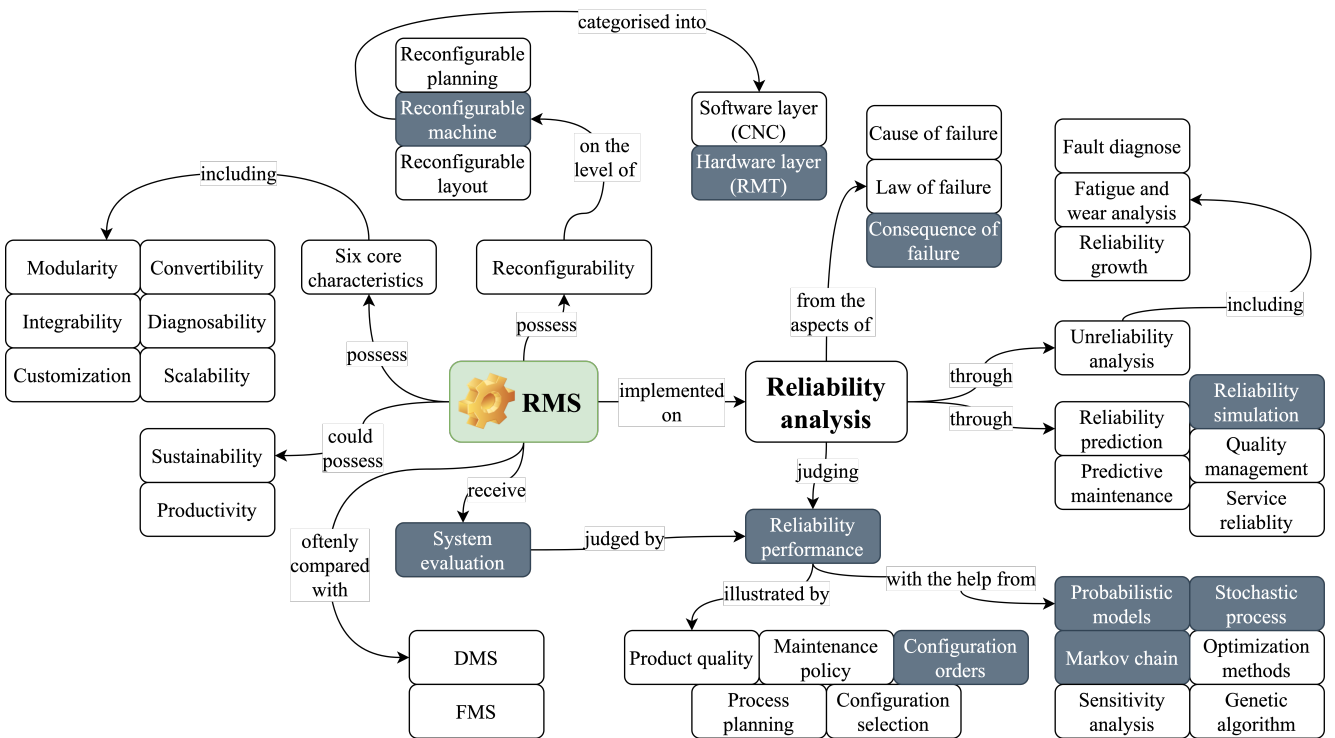 categorised into
Reconfigurable
planning
Reconfigurable
machine
Reconfigurable
layout
on the
level of
Software layer
(CNC)
Hardware layer
(RMT)
Cause of failure
Law of failure
Consequence of
failure
Fault diagnose
Fatigue and
wear analysis
Reliability
growth
including
Modularity
Convertibility
Integrability
Diagnosability
Customization
Scalability
Six core
characteristics
Reconfigurability
possess
possess
from the
aspects of
including
Unreliability
analysis
RMS
implemented
on
Reliability
analysis
through
through
Reliability
prediction
Predictive
maintenance
Reliability
simulation
Quality
management
Service
reliablity
could
possess
Sustainability
Productivity
receive
judging
System
evaluation
judged by
Reliability
performance
oftenly
compared
with
illustrated by
with the help from
DMS
FMS
Product quality
Maintenance
policy
Configuration
orders
Process
planning
Configuration
selection
Probabilistic
models
Stochastic
process
Markov chain
Optimization
methods
Sensitivity
analysis
Genetic
algorithm